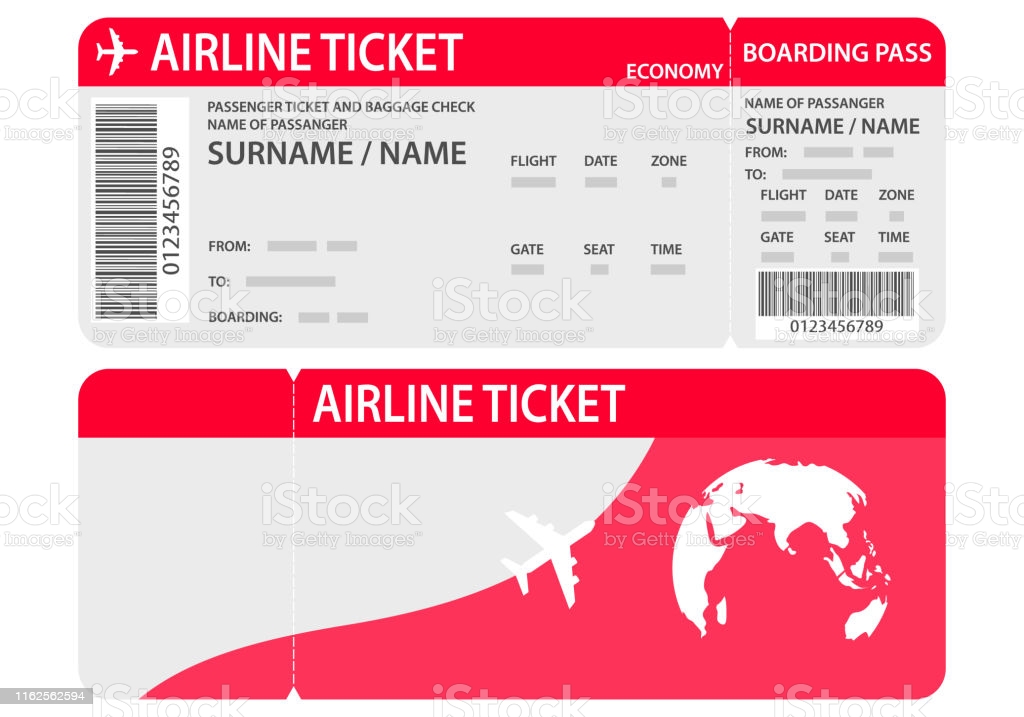 AIRLINE TICKET
ECONOMY
BOARDING PASS
PASSENGER TICKET AND BAGGAGE CHECK
NAME OF PASSANGER
SURNAME / NAME
FLIGHT DATE ZONE
FROM:
GATE SEAT TIME
TO:
BOARDING:
0123456789
NAME OF PASSANGER
SURNAME / NAME
FROM:
TO:
FLIGHT DATE ZONE
GATE SEAT TIME
0123456789
AIRLINE TICKET
iStock
by Getty Images™
1162562594